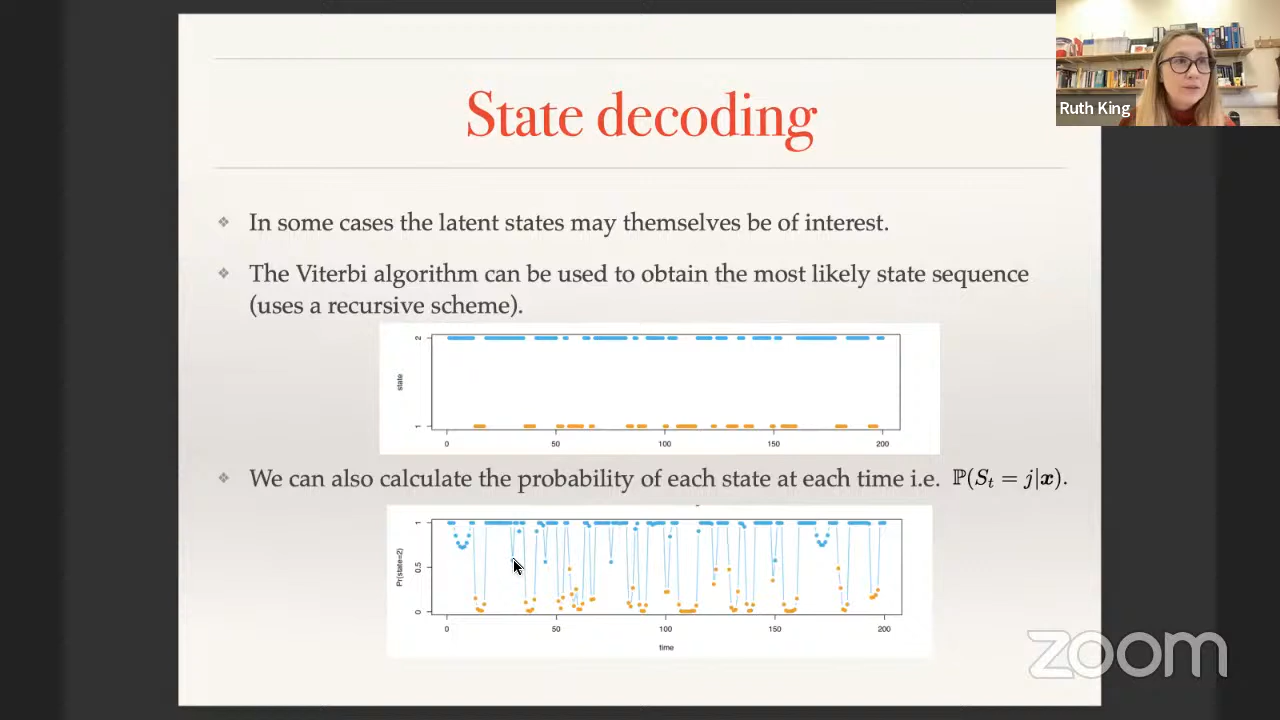 State decoding
Ruth King
In some cases the latent states may themselves be of interest.
The Viterbi algorithm can be used to obtain the most likely state sequence
(uses a recursive scheme).
2
state
1
0 50 100 150 200
We can also calculate the probability of each state at each time i.e. ℙ(Sₜ = j|x).
1
Pr(state=2)
0.5
0
0 50 100 150 200
time
zoom